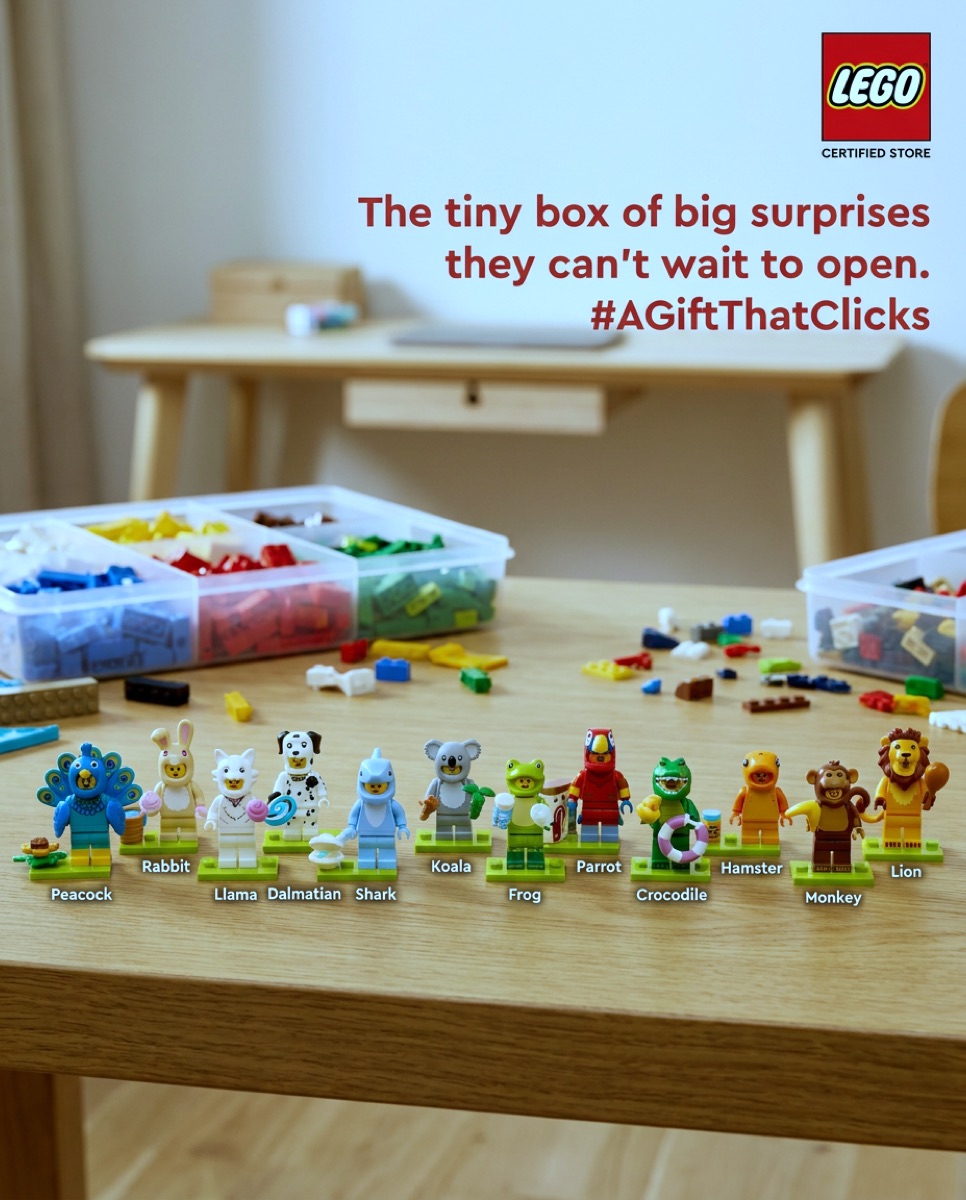 LEGO
CERTIFIED STORE
The tiny box of big surprises
they can't wait to open.
#AGiftThatClicks
Peacock
Rabbit
Llama
Dalmatian
Shark
Koala
Frog
Parrot
Crocodile
Hamster
Monkey
Lion